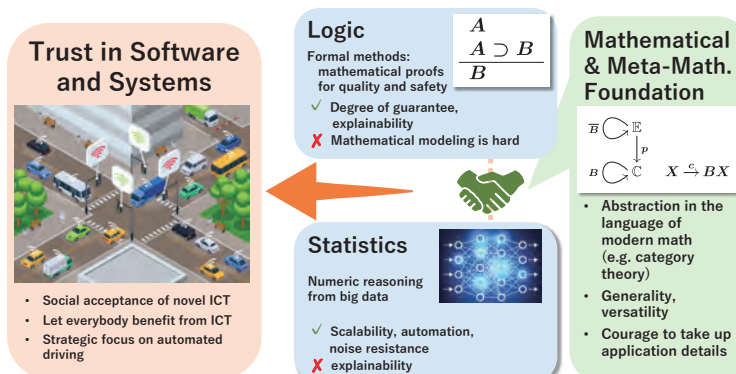 Trust in Software
and Systems
• Social acceptance of novel ICT
• Let everybody benefit from ICT
• Strategic focus on automated
driving
Logic
Formal methods:
mathematical proofs
for quality and safety
✓ Degree of guarantee,
explainability
✗ Mathematical modeling is hard
A
A ⊃ B
B
Statistics
Numeric reasoning
from big data
✓ Scalability, automation,
noise resistance
✗ explainability
Mathematical
& Meta-Math.
Foundation
B̅ 𝔼
p
B ℂ X →c BX
• Abstraction in the
language of
modern math
(e.g. category
theory)
• Generality,
versatility
• Courage to take up
application details